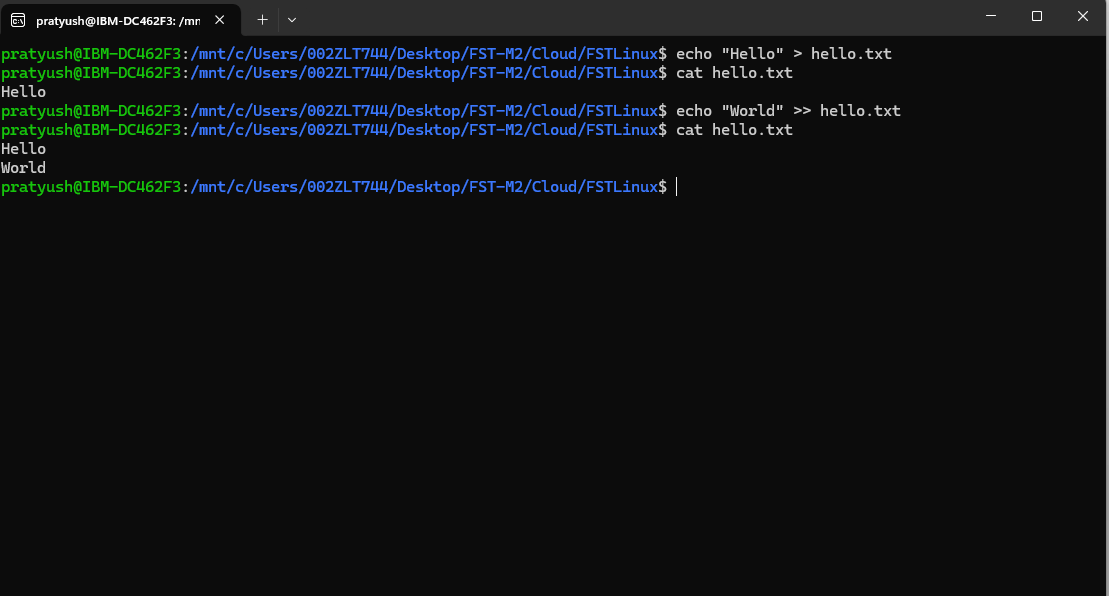 pratyush@IBM-DC462F3: /mn
pratyush@IBM-DC462F3:/mnt/c/Users/002ZLT744/Desktop/FST-M2/Cloud/FSTLinux$ echo "Hello" > hello.txt
pratyush@IBM-DC462F3:/mnt/c/Users/002ZLT744/Desktop/FST-M2/Cloud/FSTLinux$ cat hello.txt
Hello
pratyush@IBM-DC462F3:/mnt/c/Users/002ZLT744/Desktop/FST-M2/Cloud/FSTLinux$ echo "World" >> hello.txt
pratyush@IBM-DC462F3:/mnt/c/Users/002ZLT744/Desktop/FST-M2/Cloud/FSTLinux$ cat hello.txt
Hello
World
pratyush@IBM-DC462F3:/mnt/c/Users/002ZLT744/Desktop/FST-M2/Cloud/FSTLinux$